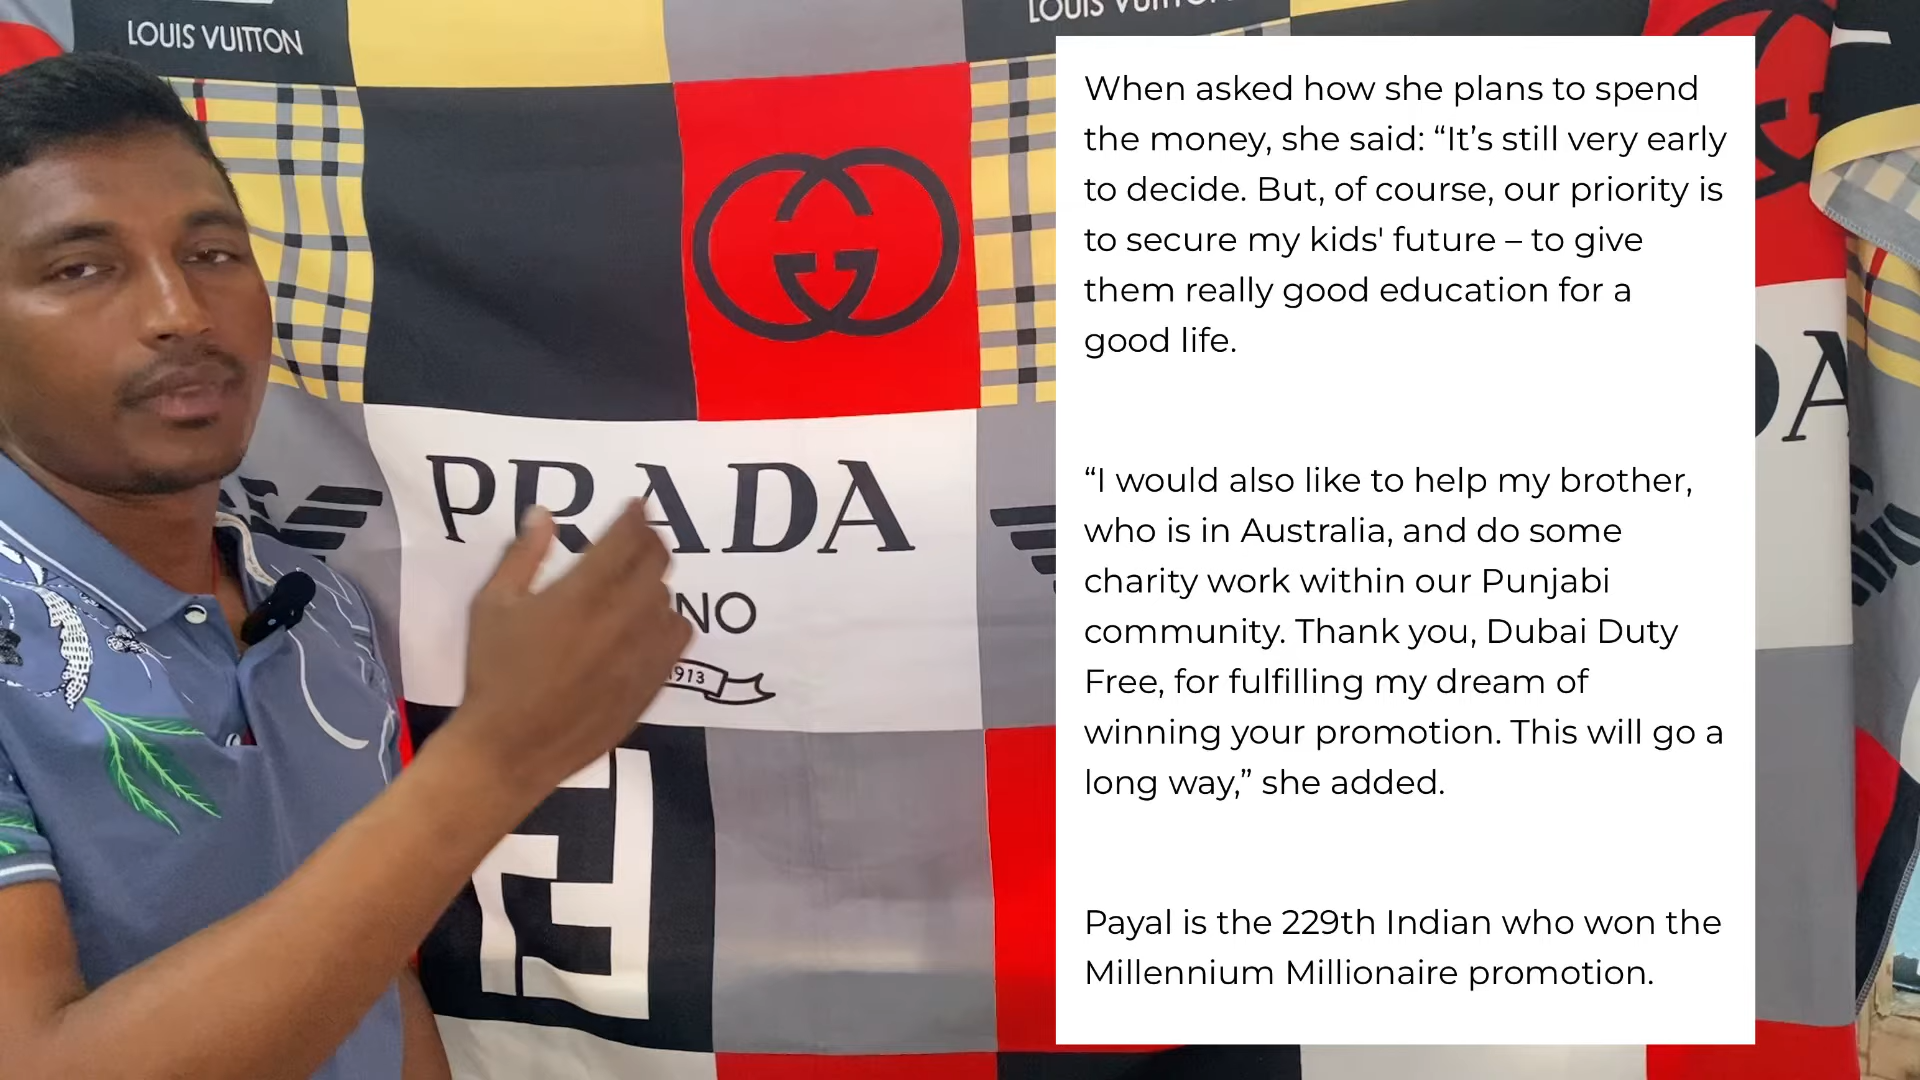 LOUIS VUITTON
LOUIS
When asked how she plans to spend
the money, she said: “It’s still very early
to decide. But, of course, our priority is
to secure my kids' future – to give
them really good education for a
good life.
“I would also like to help my brother,
who is in Australia, and do some
charity work within our Punjabi
community. Thank you, Dubai Duty
Free, for fulfilling my dream of
winning your promotion. This will go a
long way,” she added.
Payal is the 229th Indian who won the
Millennium Millionaire promotion.
PRADA